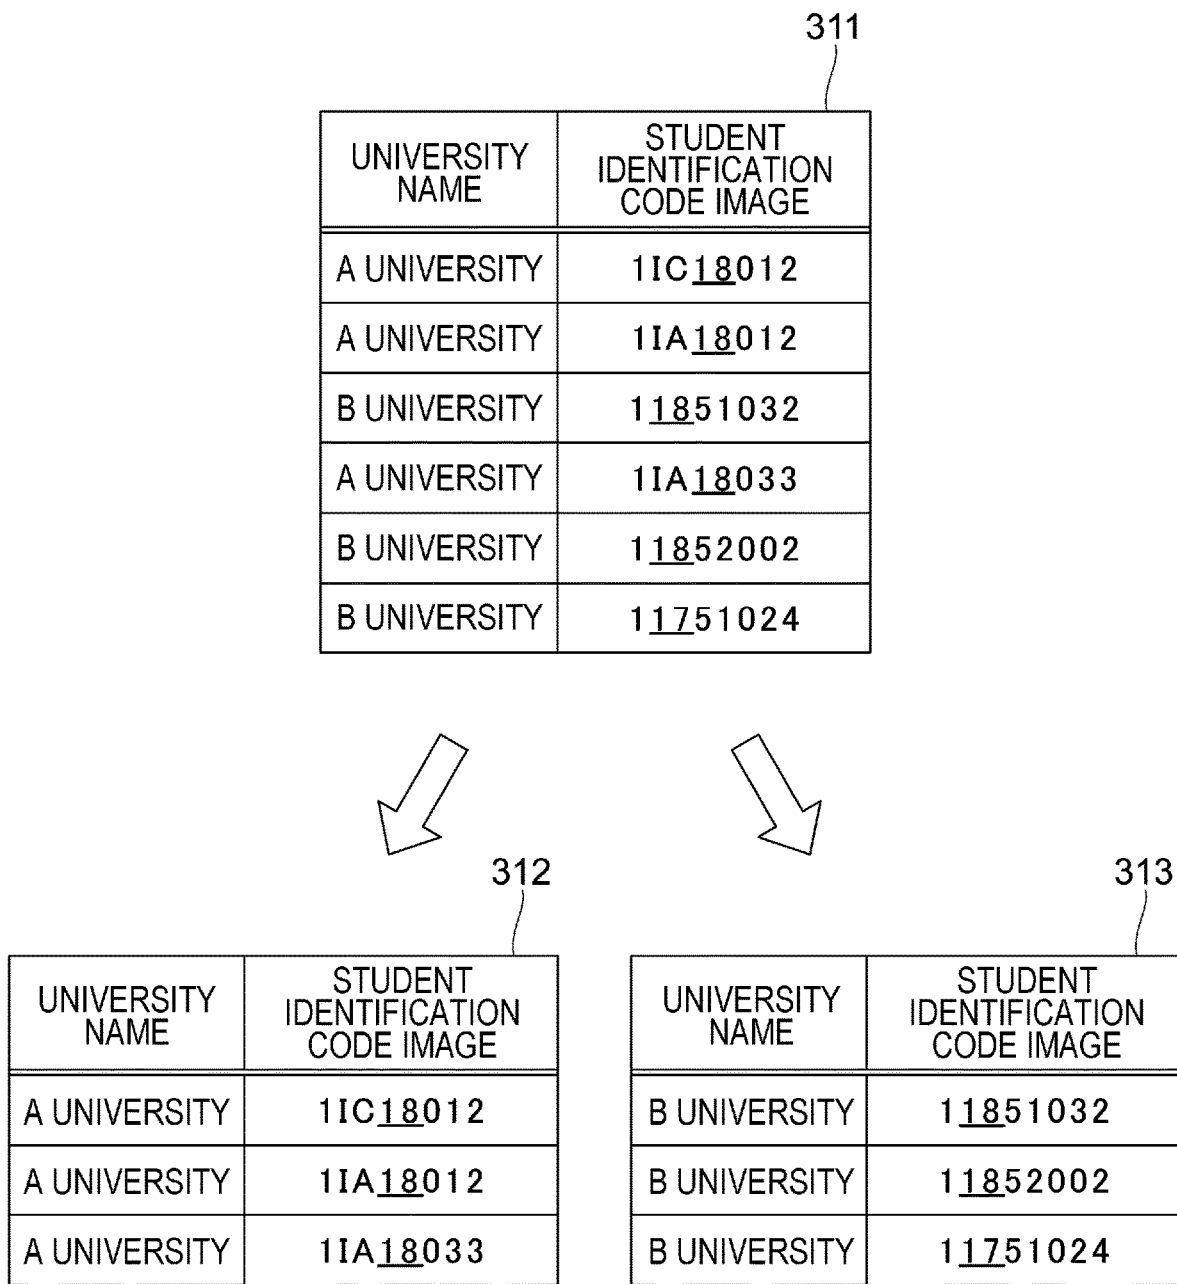 311
UNIVERSITY NAME STUDENT IDENTIFICATION CODE IMAGE
A UNIVERSITY 1IC18012
A UNIVERSITY 1IA18012
B UNIVERSITY 11851032
A UNIVERSITY 1IA18033
B UNIVERSITY 11852002
B UNIVERSITY 11751024
312
UNIVERSITY NAME STUDENT IDENTIFICATION CODE IMAGE
A UNIVERSITY 1IC18012
A UNIVERSITY 1IA18012
A UNIVERSITY 1IA18033
313
UNIVERSITY NAME STUDENT IDENTIFICATION CODE IMAGE
B UNIVERSITY 11851032
B UNIVERSITY 11852002
B UNIVERSITY 11751024